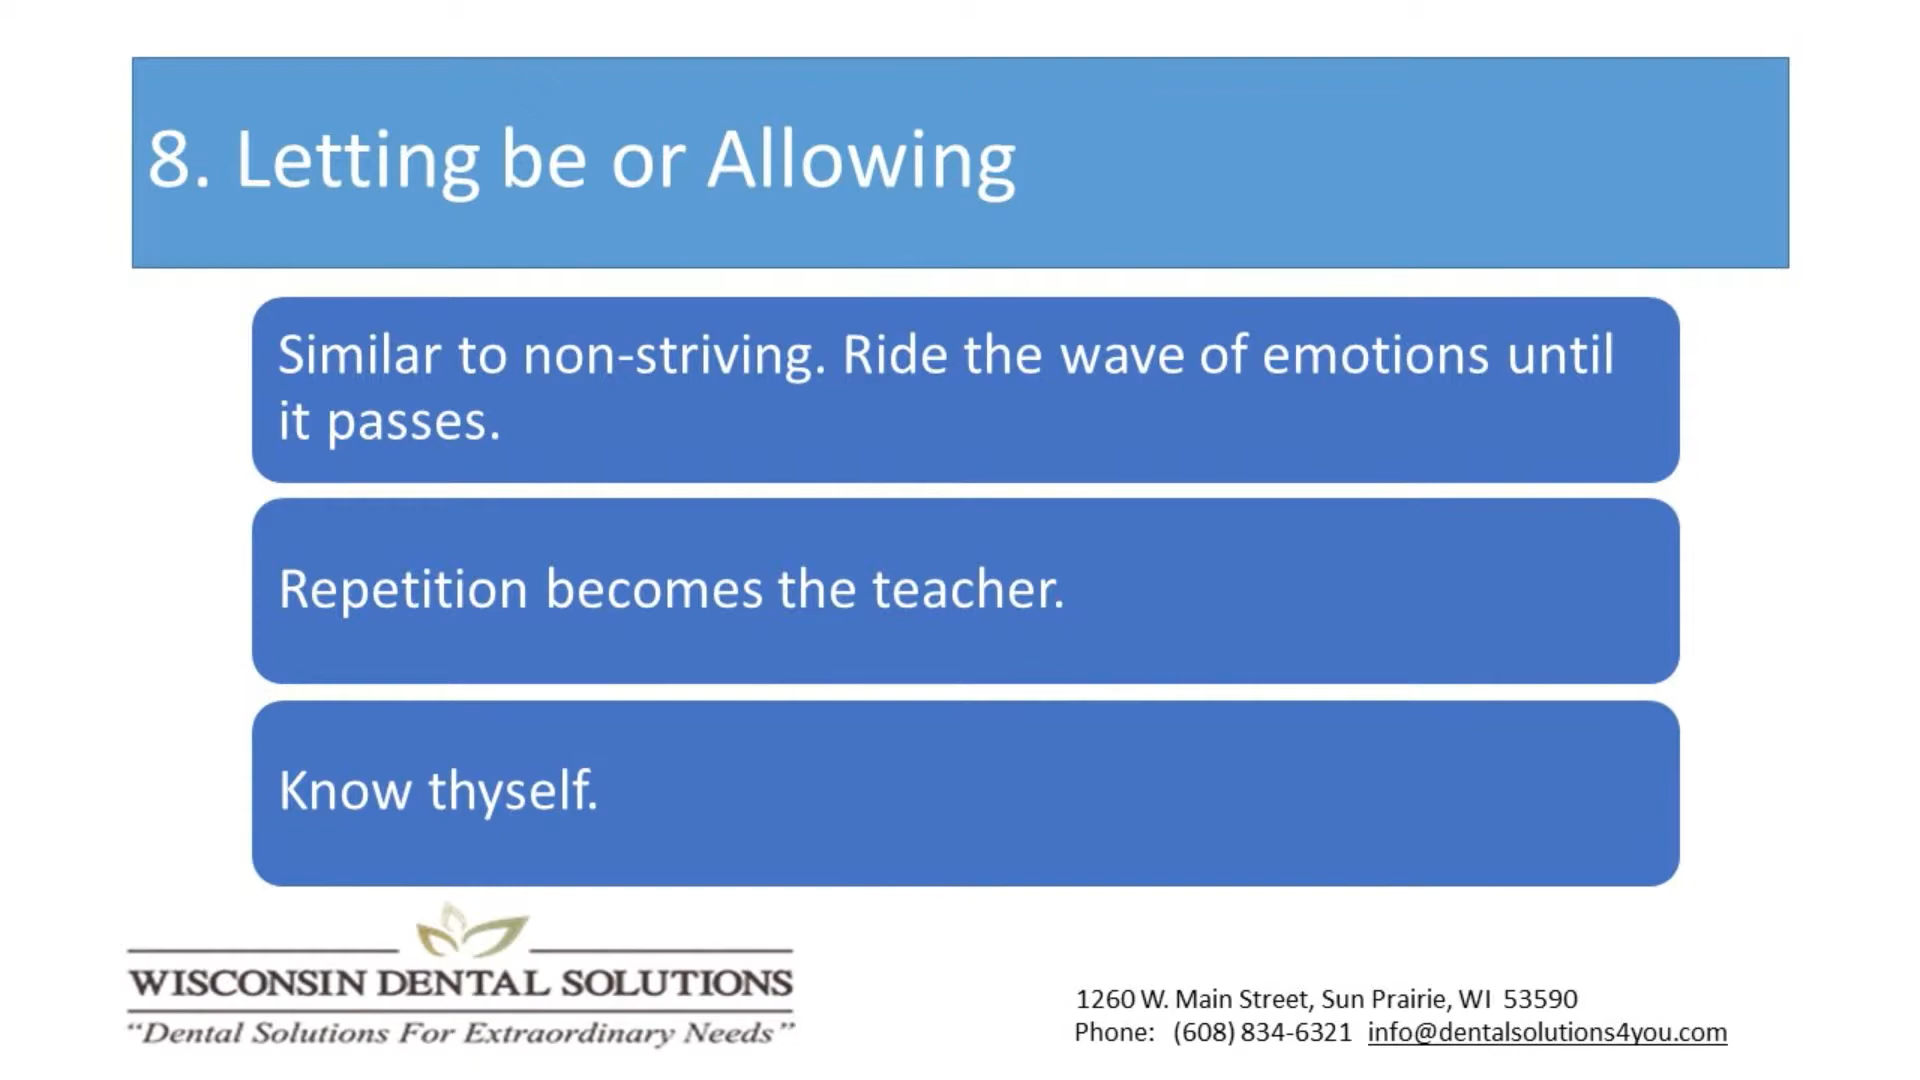 8. Letting be or Allowing
Similar to non-striving. Ride the wave of emotions until
it passes.
Repetition becomes the teacher.
Know thyself.
WISCONSIN DENTAL SOLUTIONS
“Dental Solutions For Extraordinary Needs”
1260 W. Main Street, Sun Prairie, WI 53590
Phone: (608) 834-6321 info@dentalsolutions4you.com